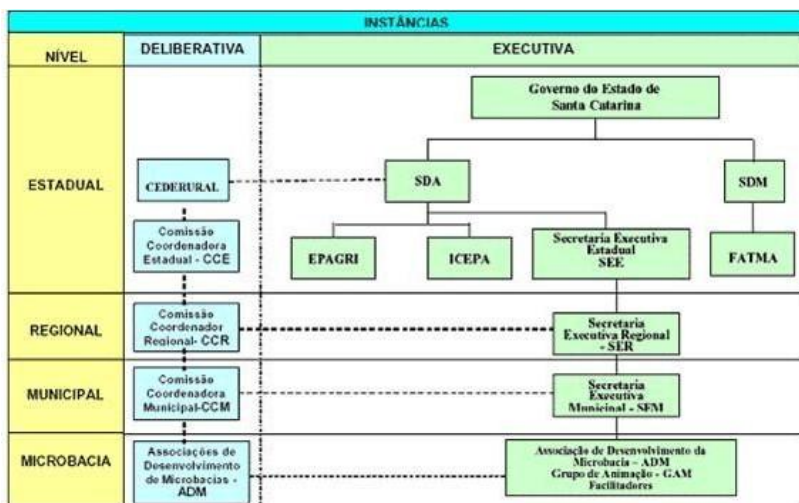 INSTÂNCIAS
NÍVEL
DELIBERATIVA
EXECUTIVA
ESTADUAL
Governo do Estado de
Santa Catarina
CEDERURAL
SDA
SDM
Comissão
Coordenadora
Estadual - CCE
EPAGRI
ICEPA
Secretaria Executiva
Estadual
SEE
FATMA
REGIONAL
Comissão
Coordenador
Regional- CCR
Secretaria
Executiva Regional
- SER
MUNICIPAL
Comissão
Coordenadora
Municipal-CCM
Secretaria
Executiva
Municipal - SEM
MICROBACIA
Associações de
Desenvolvimento
de Microbacias -
ADM
Associação de Desenvolvimento da
Microbacia – ADM
Grupo de Animação - GAM
Facilitadores